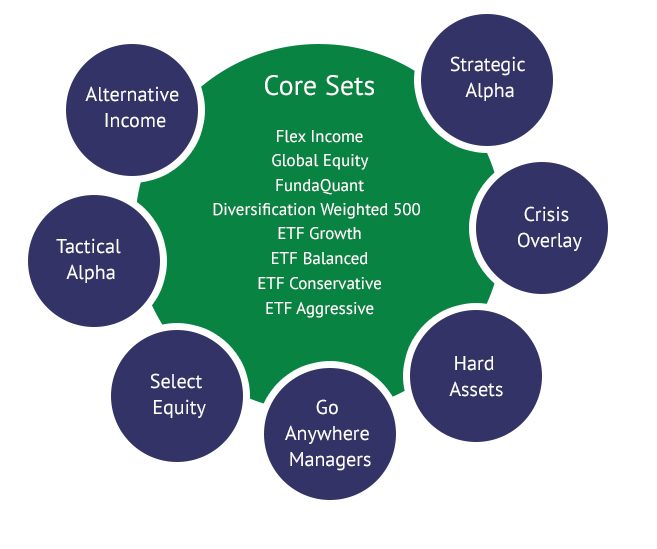 Core Sets
Flex Income
Global Equity
FundaQuant
Diversification Weighted 500
ETF Growth
ETF Balanced
ETF Conservative
ETF Aggressive
Alternative
Income
Strategic
Alpha
Tactical
Alpha
Crisis
Overlay
Select
Equity
Hard
Assets
Go
Anywhere
Managers